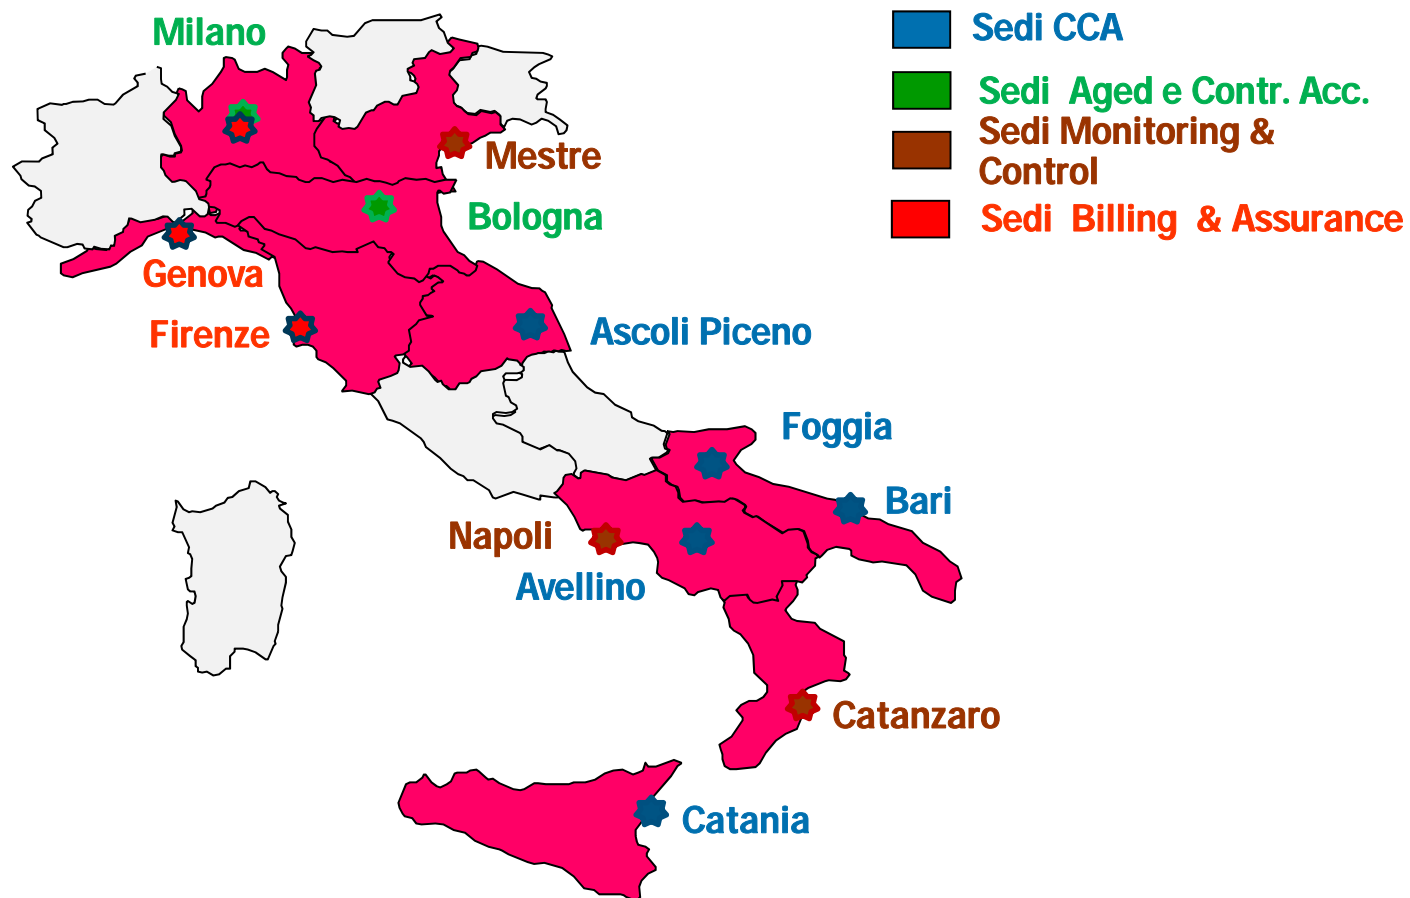 Milano
Mestre
Bologna
Genova
Firenze
Ascoli Piceno
Foggia
Bari
Napoli
Avellino
Catanzaro
Catania
Sedi CCA
Sedi Aged e Contr. Acc.
Sedi Monitoring &
Control
Sedi Billing & Assurance